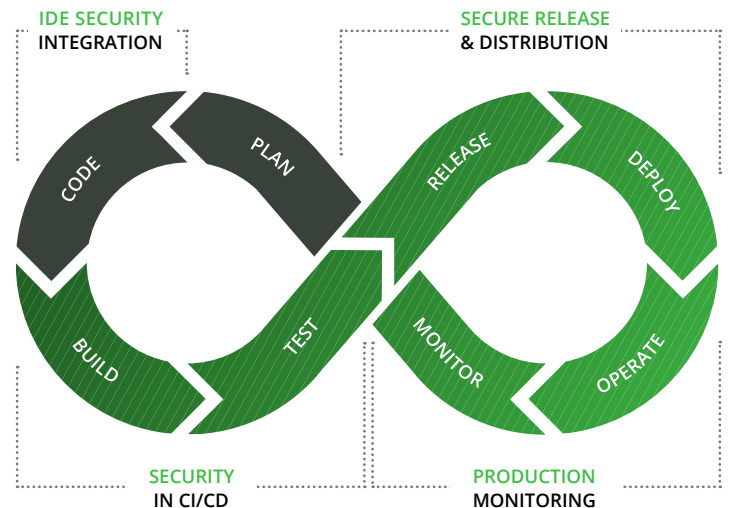 IDE SECURITY
INTEGRATION
SECURE RELEASE
& DISTRIBUTION
CODE
PLAN
RELEASE
DEPLOY
BUILD
TEST
MONITOR
OPERATE
SECURITY
IN CI/CD
PRODUCTION
MONITORING